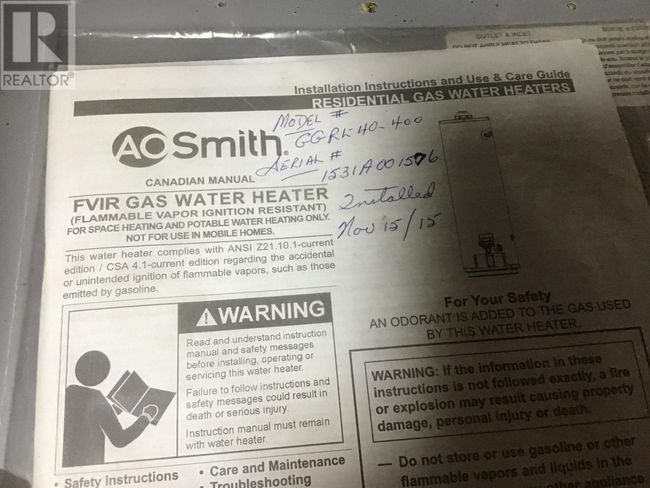 REALTOR®
OUTLET & INLET
Installation Instructions and Use & Care Guide
RESIDENTIAL GAS WATER HEATERS
AO Smith®
CANADIAN MANUAL
MODEL #
GGRL-40-400
AERIAL #
1531A001506
Installed
Nov 15/15
FVIR GAS WATER HEATER
(FLAMMABLE VAPOR IGNITION RESISTANT)
FOR SPACE HEATING AND POTABLE WATER HEATING ONLY.
NOT FOR USE IN MOBILE HOMES.
This water heater complies with ANSI Z21.10.1-current
edition / CSA 4.1-current edition regarding the accidental
or unintended ignition of flammable vapors, such as those
emitted by gasoline.
WARNING
Read and understand instruction
manual and safety messages
before installing, operating or
servicing this water heater.
Failure to follow instructions and
safety messages could result in
death or serious injury.
Instruction manual must remain
with water heater.
• Safety Instructions
• Care and Maintenance
• Troubleshooting
For Your Safety
AN ODORANT IS ADDED TO THE GAS USED
BY THIS WATER HEATER.
WARNING: If the information in these
instructions is not followed exactly, a fire
or explosion may result causing property
damage, personal injury or death.
— Do not store or use gasoline or other
flammable vapors and liquids in the
other appliance